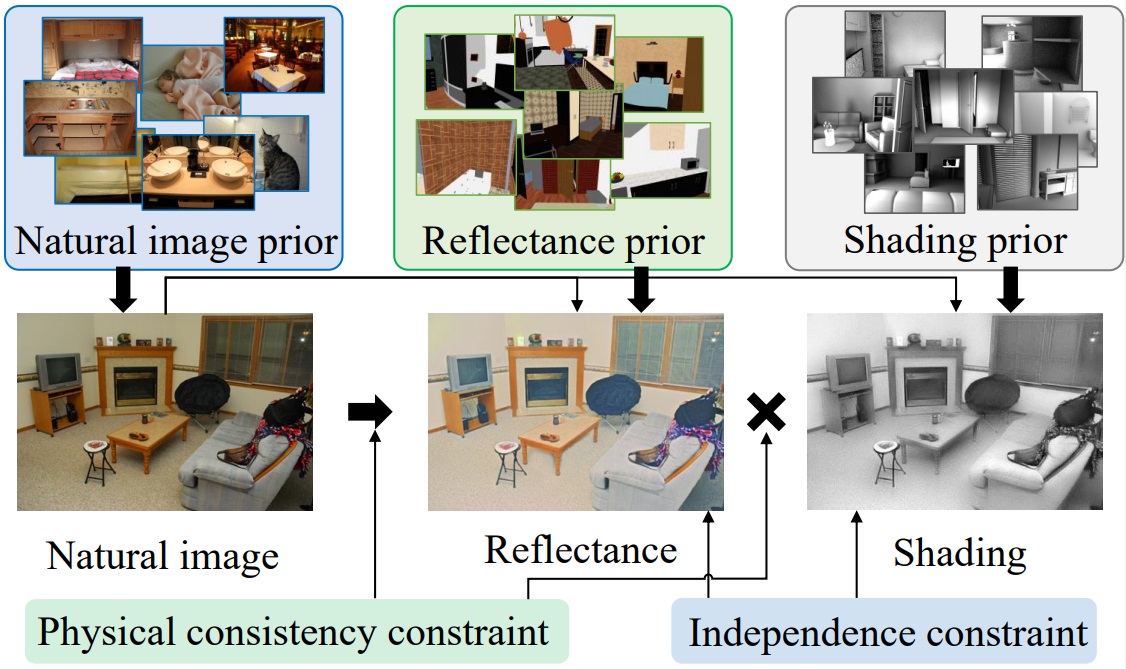 Natural image prior
Reflectance prior
Shading prior
Natural image
Reflectance
Shading
Physical consistency constraint
Independence constraint